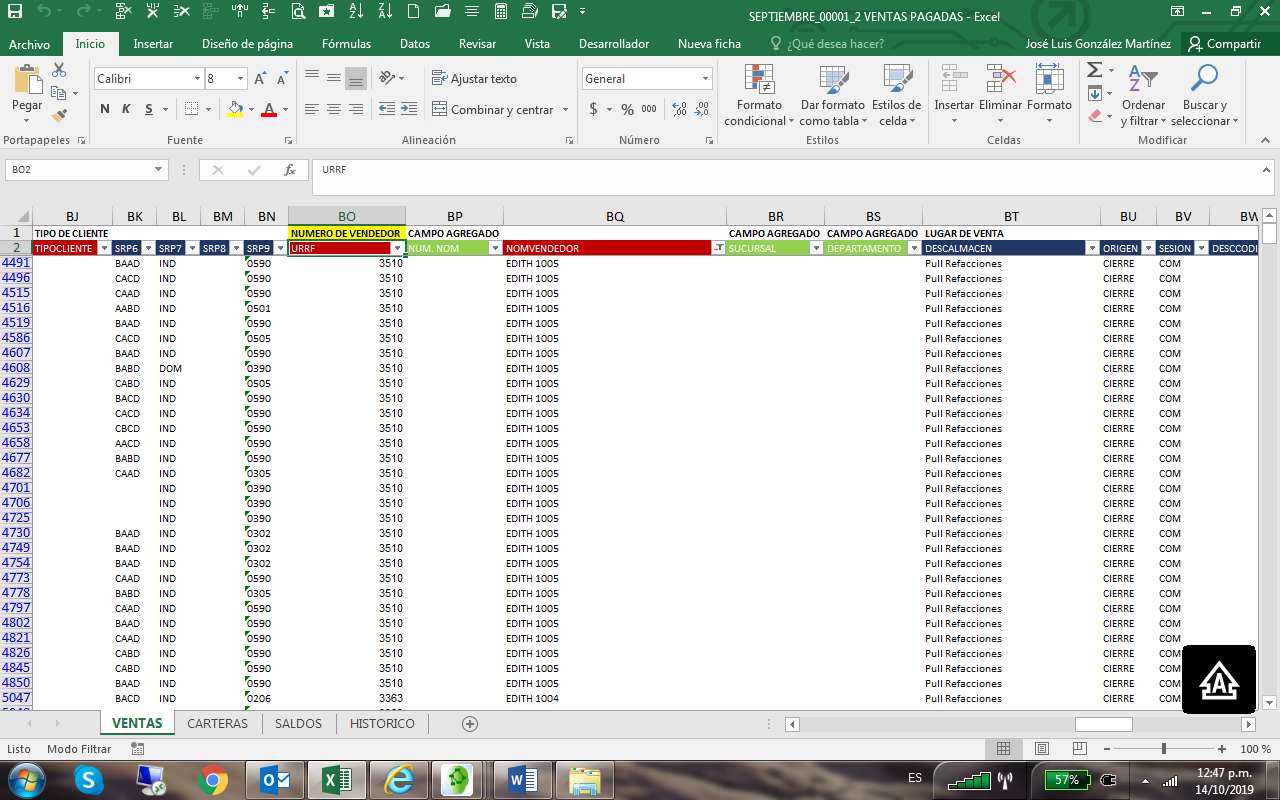 SEPTIEMBRE_00001_2 VENTAS PAGADAS - Excel
Archivo Inicio Insertar Diseño de página Fórmulas Datos Revisar Vista Desarrollador Nueva ficha ¿Qué desea hacer? José Luis González Martínez Compartir
Pegar Calibri 8 Ajustar texto General Formato condicional Dar formato como tabla Estilos de celda Insertar Eliminar Formato Ordenar y filtrar Buscar y seleccionar
N K S A Combinar y centrar $ % 000
Portapapeles Fuente Alineación Número Estilos Celdas Modificar
BO2 fx URRF
BJ BK BL BM BN BO BP BQ BR BS BT BU BV BW
1 TIPO DE CLIENTE NUMERO DE VENDEDOR CAMPO AGREGADO CAMPO AGREGADO CAMPO AGREGADO LUGAR DE VENTA
2 TIPOCLIENTE SRP6 SRP7 SRP8 SRP9 URRF NUM. NOM NOMVENDEDOR SUCURSAL DEPARTAMENTO DESCALMACEN ORIGEN SESION DESCCODI
4491 BAAD IND 0590 3510 EDITH 1005 Pull Refacciones CIERRE COM
4496 CACD IND 0590 3510 EDITH 1005 Pull Refacciones CIERRE COM
4515 CAAD IND 0590 3510 EDITH 1005 Pull Refacciones CIERRE COM
4516 AABD IND 0501 3510 EDITH 1005 Pull Refacciones CIERRE COM
4519 BAAD IND 0590 3510 EDITH 1005 Pull Refacciones CIERRE COM
4586 CACD IND 0505 3510 EDITH 1005 Pull Refacciones CIERRE COM
4607 BAAD IND 0590 3510 EDITH 1005 Pull Refacciones CIERRE COM
4608 BABD DOM 0390 3510 EDITH 1005 Pull Refacciones CIERRE COM
4629 CABD IND 0505 3510 EDITH 1005 Pull Refacciones CIERRE COM
4630 BACD IND 0590 3510 EDITH 1005 Pull Refacciones CIERRE COM
4634 CACD IND 0590 3510 EDITH 1005 Pull Refacciones CIERRE COM
4653 CBCD IND 0590 3510 EDITH 1005 Pull Refacciones CIERRE COM
4658 AACD IND 0590 3510 EDITH 1005 Pull Refacciones CIERRE COM
4677 BABD IND 0590 3510 EDITH 1005 Pull Refacciones CIERRE COM
4682 CAAD IND 0305 3510 EDITH 1005 Pull Refacciones CIERRE COM
4701 IND 0390 3510 EDITH 1005 Pull Refacciones CIERRE COM
4706 IND 0390 3510 EDITH 1005 Pull Refacciones CIERRE COM
4725 IND 0390 3510 EDITH 1005 Pull Refacciones CIERRE COM
4730 BAAD IND 0302 3510 EDITH 1005 Pull Refacciones CIERRE COM
4749 BAAD IND 0302 3510 EDITH 1005 Pull Refacciones CIERRE COM
4754 BAAD IND 0302 3510 EDITH 1005 Pull Refacciones CIERRE COM
4773 CAAD IND 0590 3510 EDITH 1005 Pull Refacciones CIERRE COM
4778 BABD IND 0305 3510 EDITH 1005 Pull Refacciones CIERRE COM
4797 CAAD IND 0590 3510 EDITH 1005 Pull Refacciones CIERRE COM
4802 BAAD IND 0590 3510 EDITH 1005 Pull Refacciones CIERRE COM
4821 CAAD IND 0590 3510 EDITH 1005 Pull Refacciones CIERRE COM
4826 CABD IND 0590 3510 EDITH 1005 Pull Refacciones CIERRE COM
4845 CABD IND 0590 3510 EDITH 1005 Pull Refacciones CIERRE COM
4850 BAAD IND 0590 3510 EDITH 1005 Pull Refacciones CIERRE COM
5047 BACD IND 0206 3363 EDITH 1004 Pull Refacciones CIERRE COM
VENTAS CARTERAS SALDOS HISTORICO
Listo Modo Filtrar 100 %
ES 57% 12:47 p.m.
14/10/2019